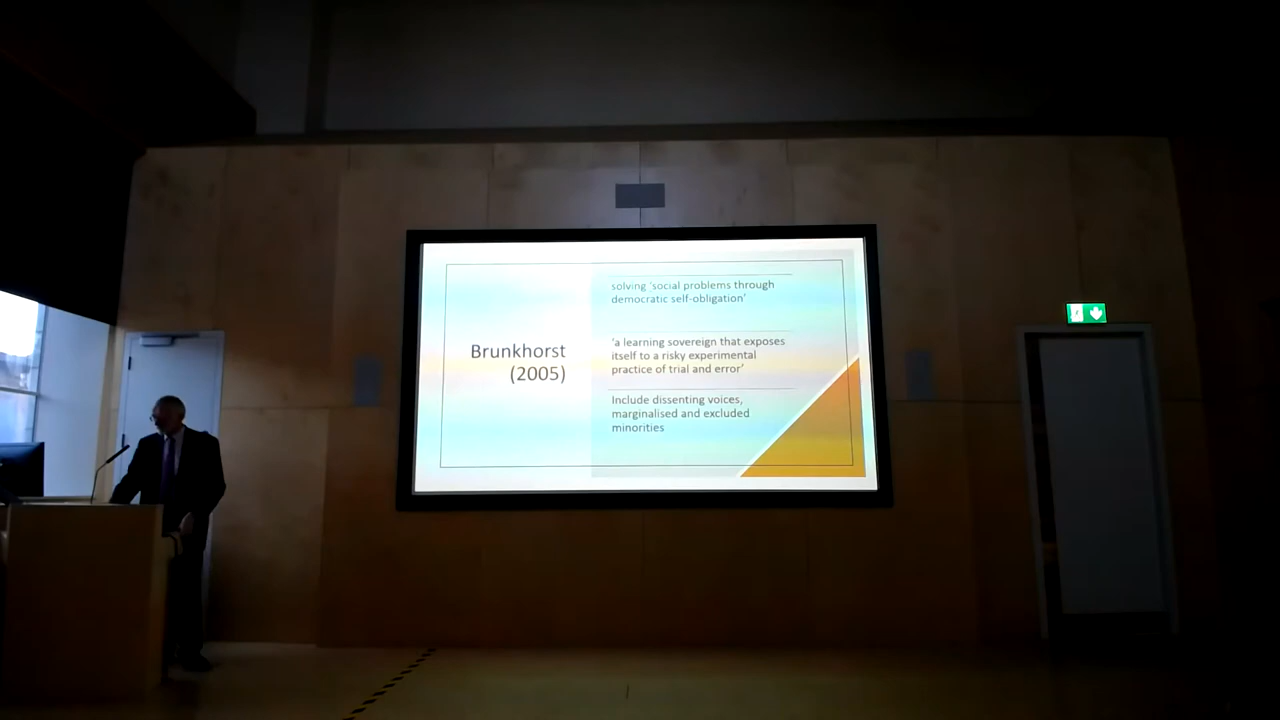 Brunkhorst
(2005)
solving 'social problems through
democratic self-obligation'
'a learning sovereign that exposes
itself to a risky experimental
practice of trial and error'
Include dissenting voices,
marginalised and excluded
minorities